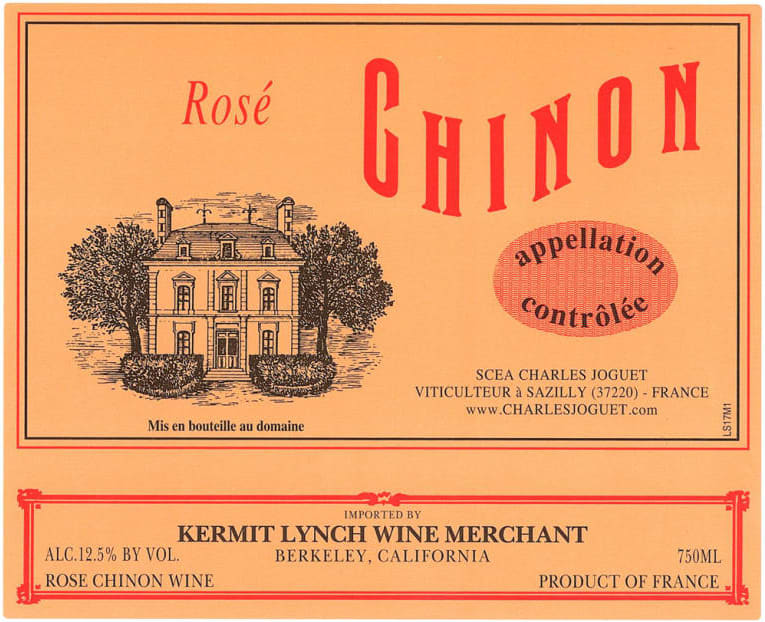 Rosé
CHINON
appellation
contrôlée
SCEA CHARLES JOGUET
VITICULTEUR à SAZILLY (37220) - FRANCE
www.CHARLESJOGUET.com
LS17M1
Mis en bouteille au domaine
IMPORTED BY
KERMIT LYNCH WINE MERCHANT
ALC.12.5% BY VOL.
BERKELEY, CALIFORNIA
750ML
ROSE CHINON WINE
PRODUCT OF FRANCE